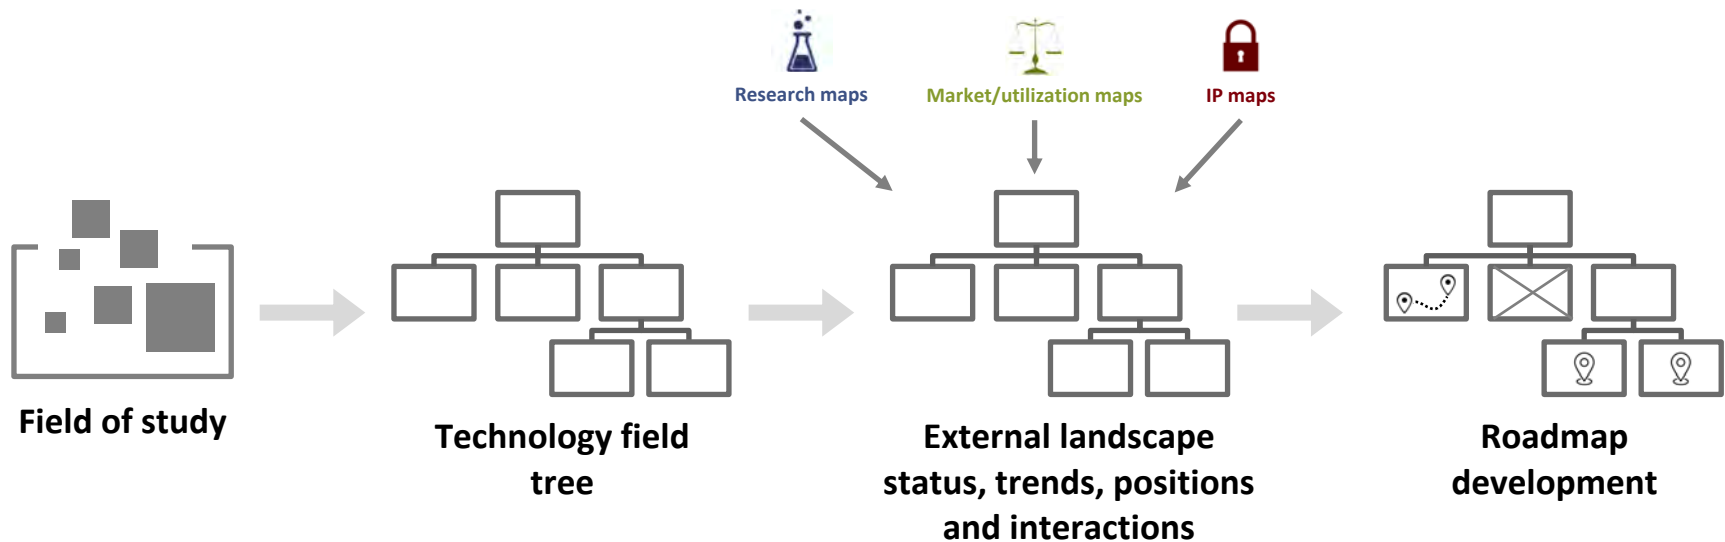 Research maps
Market/utilization maps
IP maps
Field of study
Technology field
tree
External landscape
status, trends, positions
and interactions
Roadmap
development